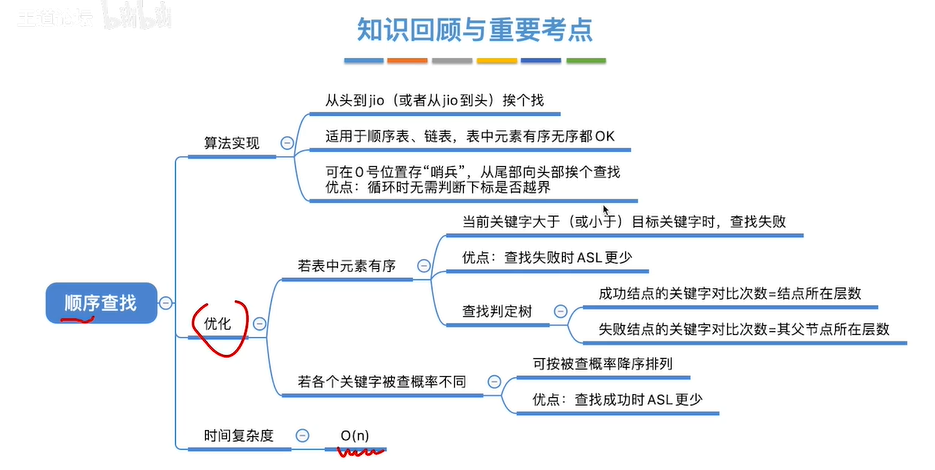 知识回顾与重要考点
从头到jio（或者从jio到头）挨个找
算法实现
适用于顺序表、链表，表中元素有序无序都OK
可在0号位置存“哨兵”，从尾部向头部挨个查找
优点：循环时无需判断下标是否越界
当前关键字大于（或小于）目标关键字时，查找失败
若表中元素有序
优点：查找失败时ASL更少
成功结点的关键字对比次数=结点所在层数
顺序查找
查找判定树
优化
失败结点的关键字对比次数=其父节点所在层数
可按被查概率降序排列
若各个关键字被查概率不同
优点：查找成功时ASL更少
时间复杂度
O(n)